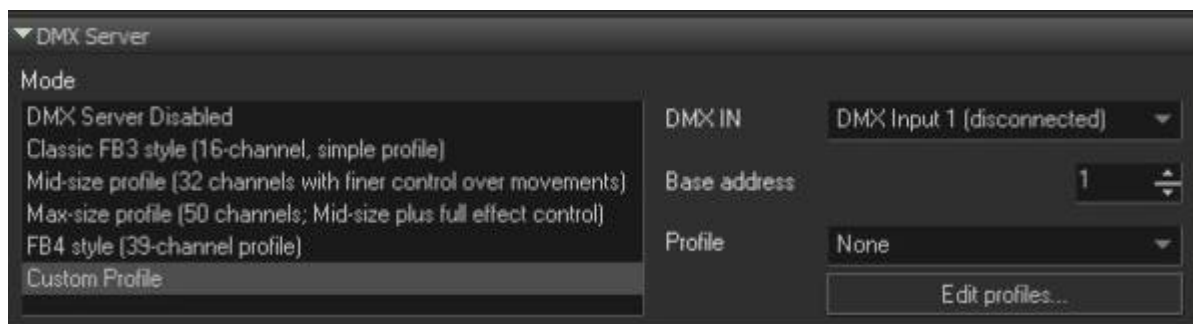 DMX Server
Mode
DMX Server Disabled
Classic FB3 style (16-channel, simple profile)
Mid-size profile (32 channels with finer control over movements)
Max-size profile (50 channels; Mid-size plus full effect control)
FB4 style (39-channel profile)
Custom Profile
DMX IN DMX Input 1 (disconnected)
Base address 1
Profile None
Edit profiles...